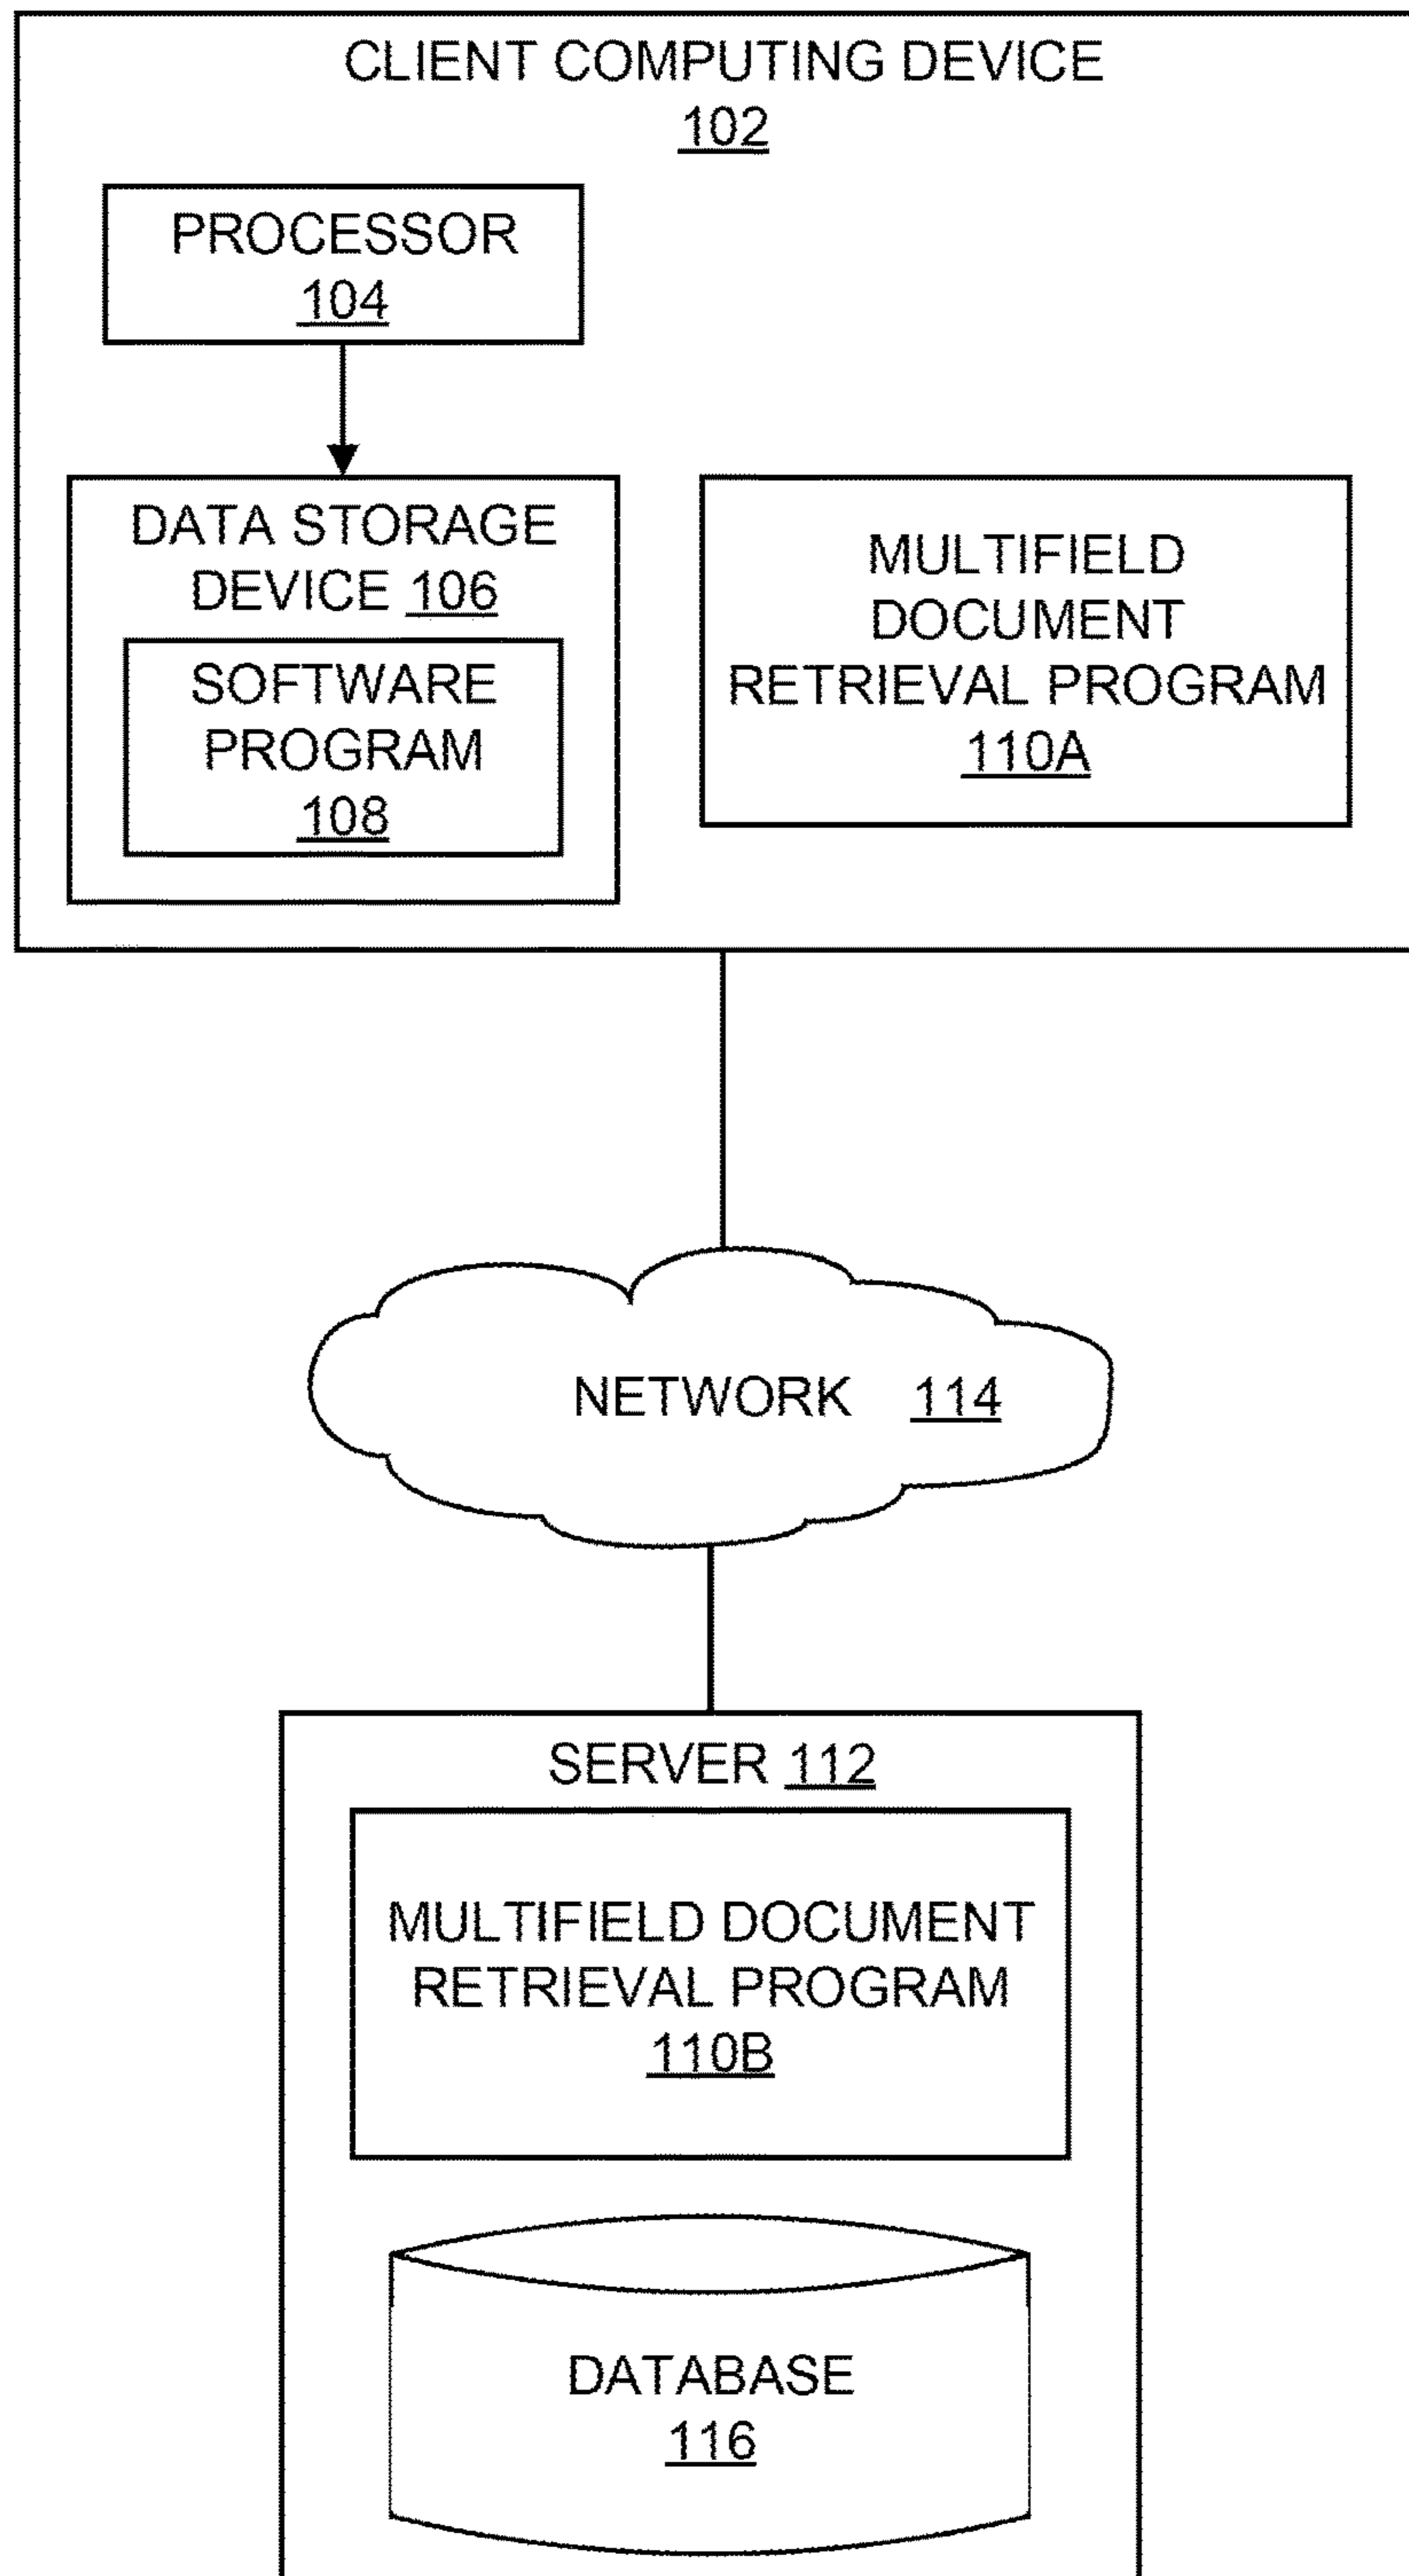 CLIENT COMPUTING DEVICE
102
PROCESSOR
104
DATA STORAGE
DEVICE 106
SOFTWARE
PROGRAM
108
MULTIFIELD
DOCUMENT
RETRIEVAL PROGRAM
110A
NETWORK 114
SERVER 112
MULTIFIELD DOCUMENT
RETRIEVAL PROGRAM
110B
DATABASE
116